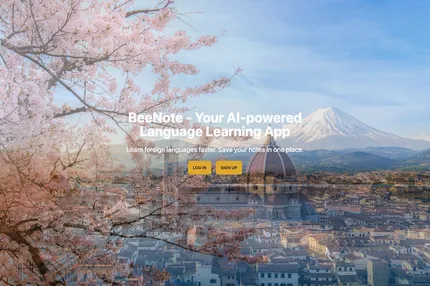 BeeNote - Your AI-powered
Language Learning App
Learn foreign languages faster. Save your notes in one place.
LOG IN
SIGN UP